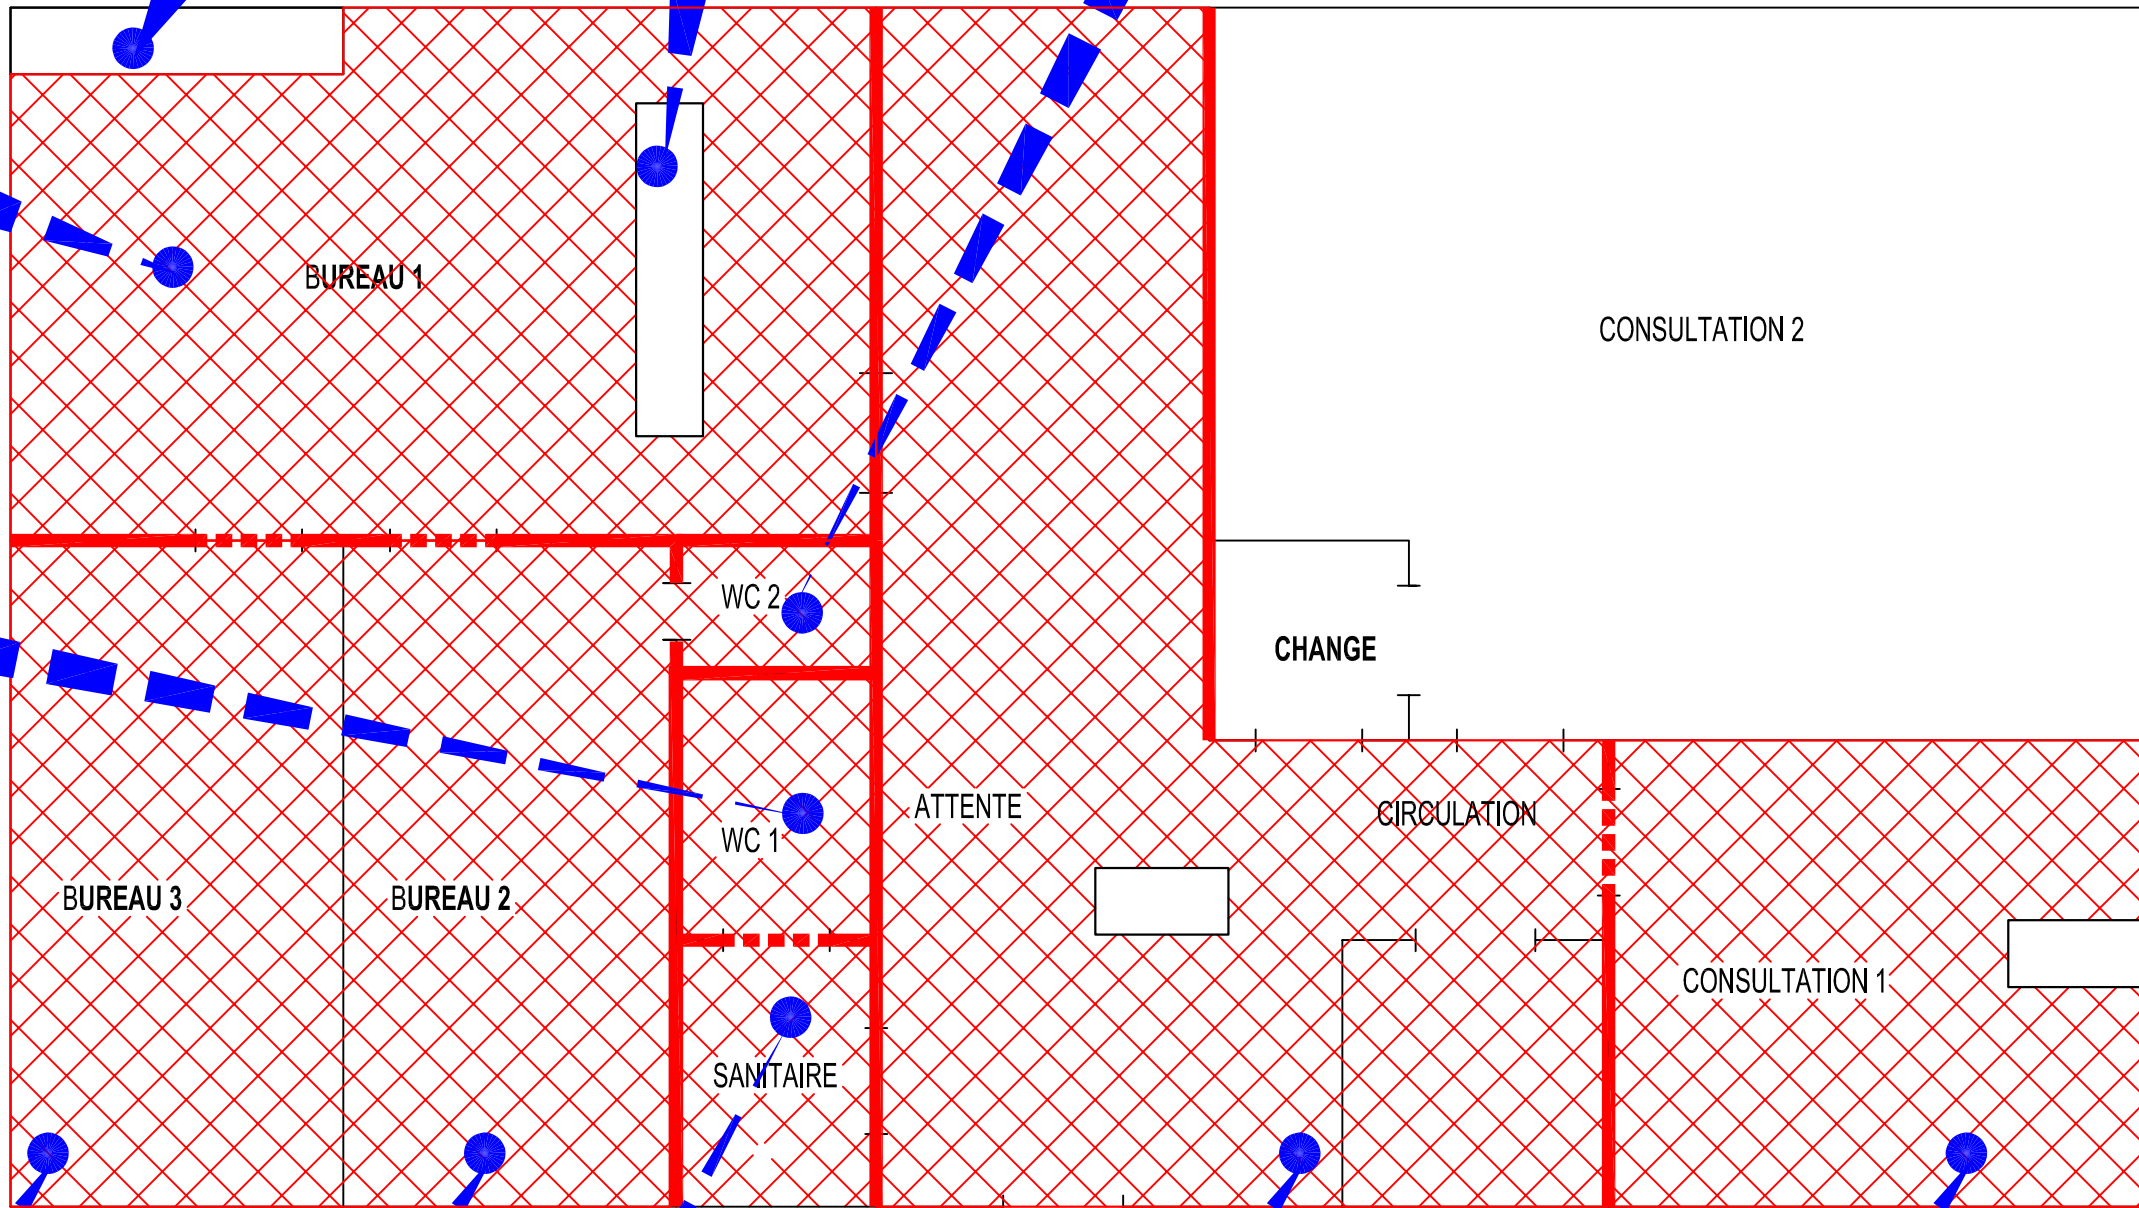 BUREAU 1
CONSULTATION 2
WC 2
CHANGE
ATTENTE
CIRCULATION
WC 1
BUREAU 3
BUREAU 2
CONSULTATION 1
SANITAIRE